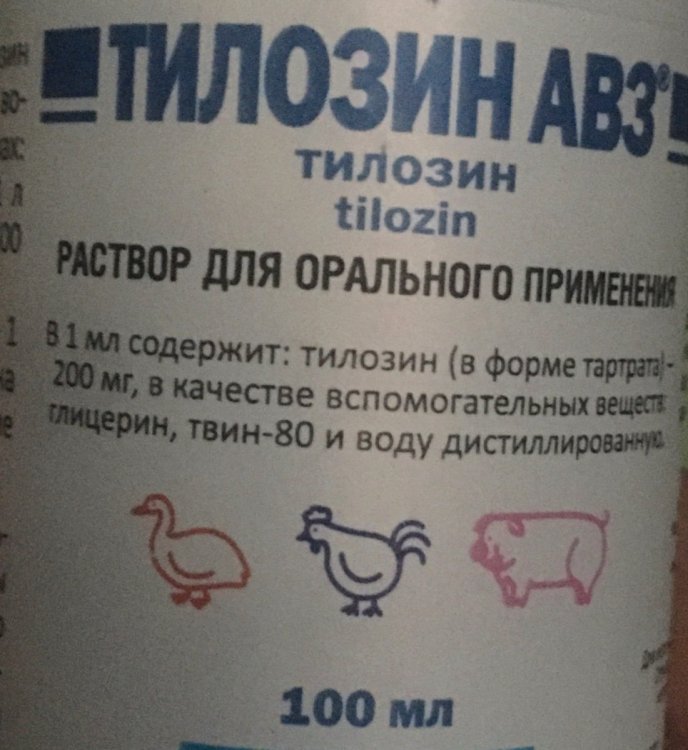 ТИЛОЗИН АВЗ®
тилозин
tilozin
РАСТВОР ДЛЯ ОРАЛЬНОГО ПРИМЕНЕНИЯ
В 1 мл содержит: тилозин (в форме тартрата)-
200 мг, в качестве вспомогательных веществ:
глицерин, твин-80 и воду дистиллированную.
100 мл